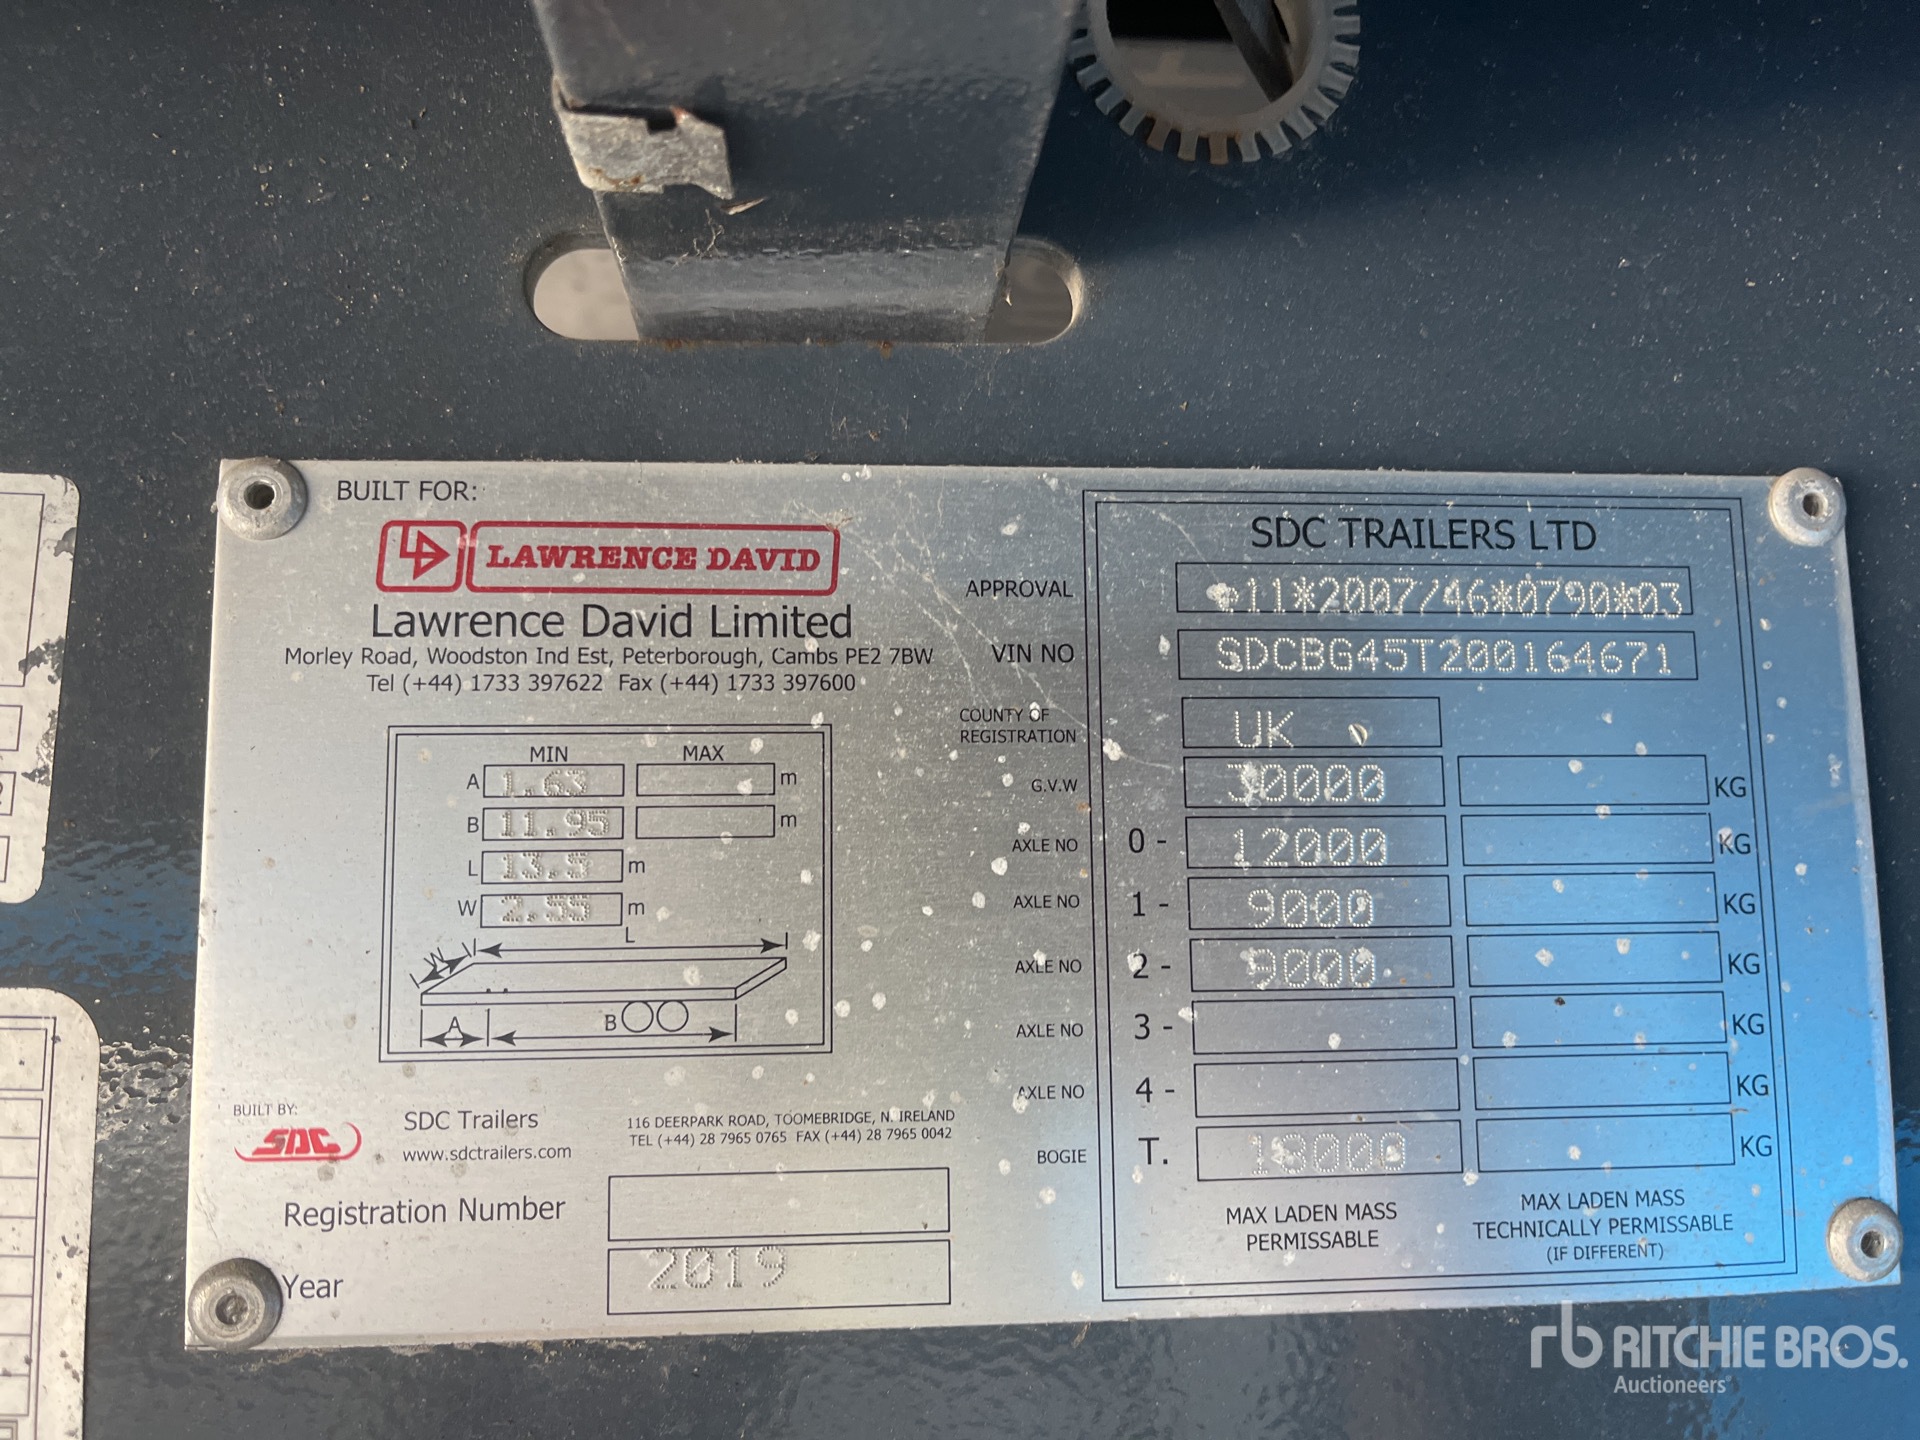 BUILT FOR:
LD LAWRENCE DAVID
Lawrence David Limited
Morley Road, Woodston Ind Est, Peterborough, Cambs PE2 7BW
Tel (+44) 1733 397622 Fax (+44) 1733 397600
MIN MAX
A 1.63 m
B 11.95 m
L 13.5 m
W 2.55 m
L
W
A B
BUILT BY:
SDC
SDC Trailers
www.sdctrailers.com
116 DEERPARK ROAD, TOOMEBRIDGE, N. IRELAND
TEL (+44) 28 7965 0765 FAX (+44) 28 7965 0042
Registration Number
Year 2019
SDC TRAILERS LTD
APPROVAL e11*2007/46*0790*03
VIN NO SDCBG45T200164671
COUNTY OF
REGISTRATION UK
G.V.W 30000 KG
AXLE NO 0 - 12000 KG
AXLE NO 1 - 9000 KG
AXLE NO 2 - 9000 KG
AXLE NO 3 - KG
AXLE NO 4 - KG
BOGIE T. 18000 KG
MAX LADEN MASS
PERMISSABLE
MAX LADEN MASS
TECHNICALLY PERMISSABLE
(IF DIFFERENT)
rb RITCHIE BROS.
Auctioneers